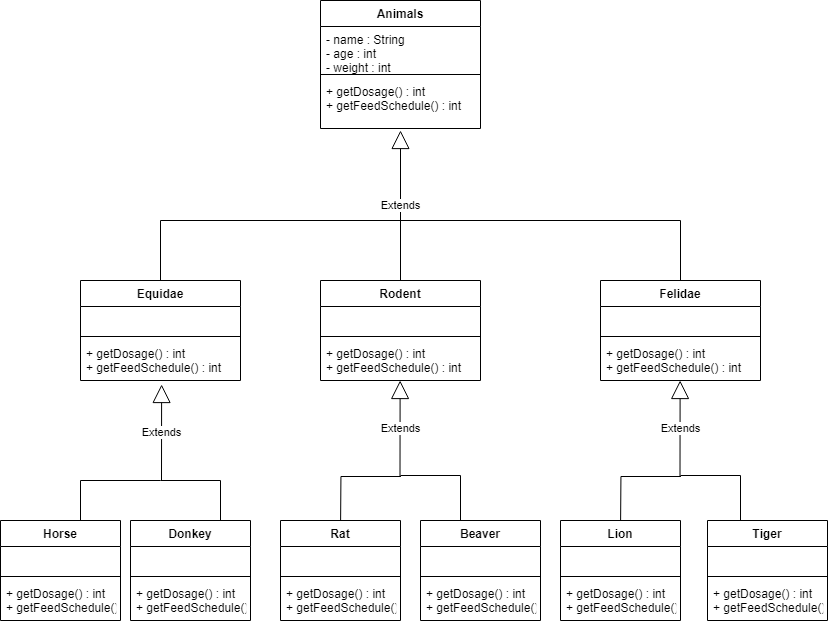 Animals
- name : String
- age : int
- weight : int
+ getDosage() : int
+ getFeedSchedule() : int
Extends
Equidae
+ getDosage() : int
+ getFeedSchedule() : int
Rodent
+ getDosage() : int
+ getFeedSchedule() : int
Felidae
+ getDosage() : int
+ getFeedSchedule() : int
Extends
Extends
Extends
Horse
+ getDosage() : int
+ getFeedSchedule()
Donkey
+ getDosage() : int
+ getFeedSchedule()
Rat
+ getDosage() : int
+ getFeedSchedule()
Beaver
+ getDosage() : int
+ getFeedSchedule()
Lion
+ getDosage() : int
+ getFeedSchedule()
Tiger
+ getDosage() : int
+ getFeedSchedule()